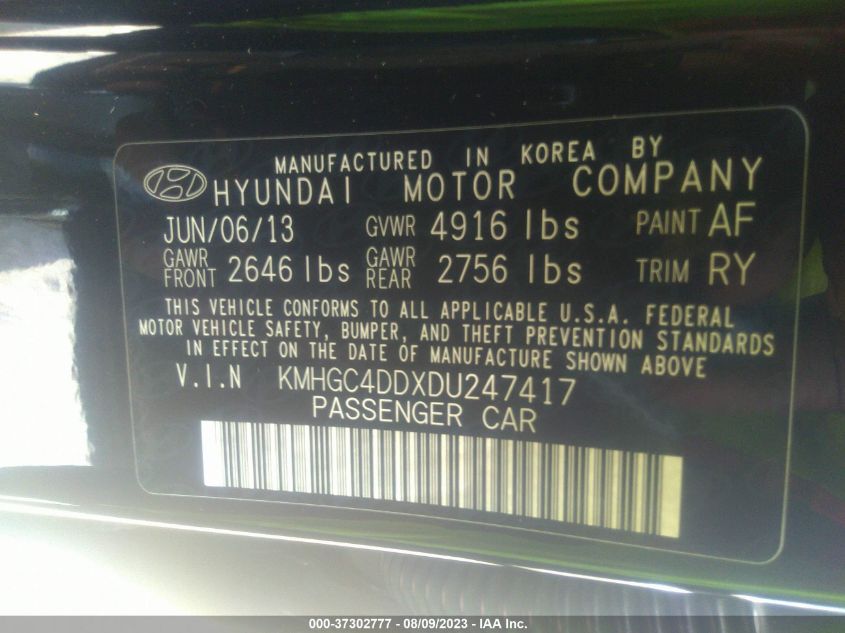 MANUFACTURED IN KOREA BY
HYUNDAI MOTOR COMPANY
JUN/06/13 GVWR 4916 lbs PAINT AF
GAWR FRONT 2646 lbs GAWR REAR 2756 lbs TRIM RY
THIS VEHICLE CONFORMS TO ALL APPLICABLE U.S.A. FEDERAL
MOTOR VEHICLE SAFETY, BUMPER, AND THEFT PREVENTION STANDARDS
IN EFFECT ON THE DATE OF MANUFACTURE SHOWN ABOVE
V.I.N KMHGC4DDXDU247417
PASSENGER CAR
000-37302777 - 08/09/2023 - IAA Inc.